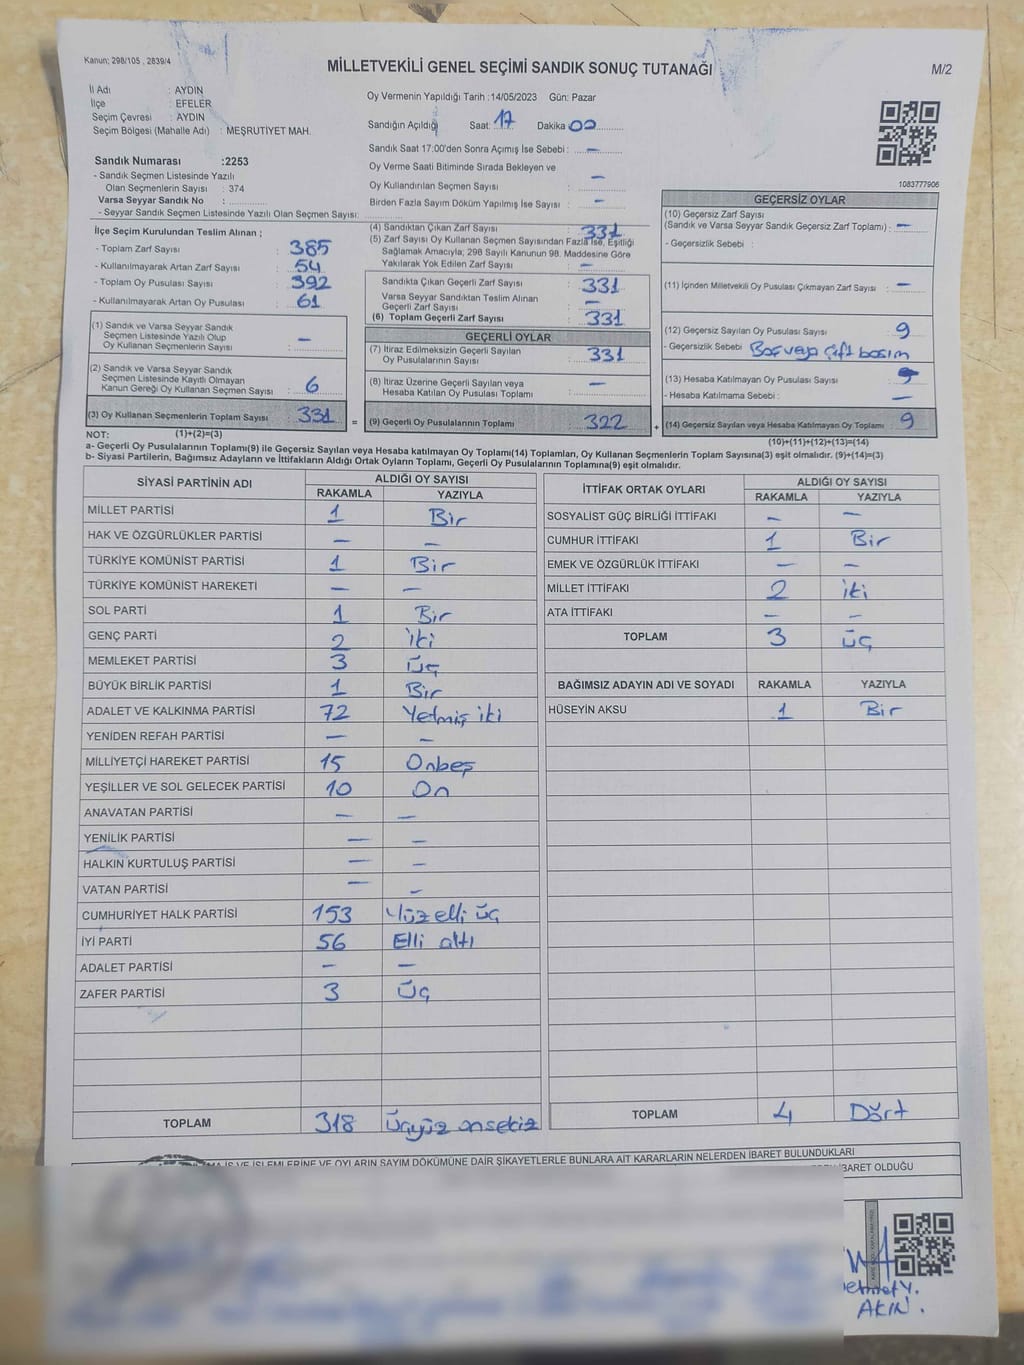 Kanun; 298/105 , 2839/4
MİLLETVEKİLİ GENEL SEÇİMİ SANDIK SONUÇ TUTANAĞI
M/2
İl Adı : AYDIN
İlçe : EFELER
Seçim Çevresi : AYDIN
Seçim Bölgesi (Mahalle Adı) : MEŞRUTİYET MAH.
Oy Vermenin Yapıldığı Tarih :14/05/2023 Gün: Pazar
Sandığın Açıldığı Saat: 17 Dakika 00
Sandık Saat 17:00'den Sonra Açımış İse Sebebi : –
Oy Verme Saati Bitiminde Sırada Bekleyen ve
Oy Kullandırılan Seçmen Sayısı : –
Birden Fazla Sayım Döküm Yapılmış İse Sayısı : –
1083777906
Sandık Numarası :2253
- Sandık Seçmen Listesinde Yazılı
Olan Seçmenlerin Sayısı : 374
Varsa Seyyar Sandık No :
- Seyyar Sandık Seçmen Listesinde Yazılı Olan Seçmen Sayısı:
İlçe Seçim Kurulundan Teslim Alınan ;
- Toplam Zarf Sayısı : 385
- Kullanılmayarak Artan Zarf Sayısı : 54
- Toplam Oy Pusulası Sayısı : 392
- Kullanılmayarak Artan Oy Pusulası : 61
(1) Sandık ve Varsa Seyyar Sandık
Seçmen Listesinde Yazılı Olup
Oy Kullanan Seçmenlerin Sayısı : –
(2) Sandık ve Varsa Seyyar Sandık
Seçmen Listesinde Kayıtlı Olmayan
Kanun Gereği Oy Kullanan Seçmen Sayısı : 6
(3) Oy Kullanan Seçmenlerin Toplam Sayısı 331
(4) Sandıktan Çıkan Zarf Sayısı : 331
(5) Zarf Sayısı Oy Kullanan Seçmen Sayısından Fazla İse, Eşitliği
Sağlamak Amacıyla; 298 Sayılı Kanunun 98. Maddesine Göre
Yakılarak Yok Edilen Zarf Sayısı : –
Sandıkta Çıkan Geçerli Zarf Sayısı : 331
Varsa Seyyar Sandıktan Teslim Alınan
Geçerli Zarf Sayısı : –
(6) Toplam Geçerli Zarf Sayısı : 331
GEÇERLİ OYLAR
(7) İtiraz Edilmeksizin Geçerli Sayılan
Oy Pusulalarının Sayısı : 331
(8) İtiraz Üzerine Geçerli Sayılan veya
Hesaba Katılan Oy Pusulası Toplamı : –
= (9) Geçerli Oy Pusulalarının Toplamı 322
GEÇERSİZ OYLAR
(10) Geçersiz Zarf Sayısı
(Sandık ve Varsa Seyyar Sandık Geçersiz Zarf Toplamı) : –
- Geçersizlik Sebebi :
(11) İçinden Milletvekili Oy Pusulası Çıkmayan Zarf Sayısı : –
(12) Geçersiz Sayılan Oy Pusulası Sayısı : 9
- Geçersizlik Sebebi Boş veya çift basım
(13) Hesaba Katılmayan Oy Pusulası Sayısı :
- Hesaba Katılmama Sebebi : –
+ (14) Geçersiz Sayılan veya Hesaba Katılmayan Oy Toplamı : 9
NOT: (1)+(2)=(3)
(10)+(11)+(12)+(13)=(14)
a- Geçerli Oy Pusulalarının Toplamı(9) ile Geçersiz Sayılan veya Hesaba katılmayan Oy Toplamı(14) Toplamları, Oy Kullanan Seçmenlerin Toplam Sayısına(3) eşit olmalıdır. (9)+(14)=(3)
b- Siyasi Partilerin, Bağımsız Adayların ve İttifakların Aldığı Ortak Oyların Toplamı, Geçerli Oy Pusulalarının Toplamına(9) eşit olmalıdır.
SİYASİ PARTİNİN ADI ALDIĞI OY SAYISI
RAKAMLA YAZIYLA
MİLLET PARTİSİ 1 Bir
HAK VE ÖZGÜRLÜKLER PARTİSİ – –
TÜRKİYE KOMÜNİST PARTİSİ 1 Bir
TÜRKİYE KOMÜNİST HAREKETİ – –
SOL PARTİ 1 Bir
GENÇ PARTİ 2 iki
MEMLEKET PARTİSİ 3 üç
BÜYÜK BİRLİK PARTİSİ 1 Bir
ADALET VE KALKINMA PARTİSİ 72 Yetmiş iki
YENİDEN REFAH PARTİSİ – –
MİLLİYETÇİ HAREKET PARTİSİ 15 Onbeş
YEŞİLLER VE SOL GELECEK PARTİSİ 10 On
ANAVATAN PARTİSİ – –
YENİLİK PARTİSİ – –
HALKIN KURTULUŞ PARTİSİ – –
VATAN PARTİSİ – –
CUMHURİYET HALK PARTİSİ 153 Yüz elli üç
İYİ PARTİ 56 Elli altı
ADALET PARTİSİ – –
ZAFER PARTİSİ 3 Üç
TOPLAM 318 Üçyüz onsekiz
İTTİFAK ORTAK OYLARI ALDIĞI OY SAYISI
RAKAMLA YAZIYLA
SOSYALİST GÜÇ BİRLİĞİ İTTİFAKI – –
CUMHUR İTTİFAKI 1 Bir
EMEK VE ÖZGÜRLÜK İTTİFAKI – –
MİLLET İTTİFAKI 2 iki
ATA İTTİFAKI – –
TOPLAM 3 üç
BAĞIMSIZ ADAYIN ADI VE SOYADI RAKAMLA YAZIYLA
HÜSEYİN AKSU 1 Bir
TOPLAM 4 Dört
İŞLEMLERİNE VE OYLARIN SAYIM DÖKÜMÜNE DAİR ŞİKAYETLERLE BUNLARA AİT KARARLARIN NELERDEN İBARET BULUNDUKLARI
İBARET OLDUĞU
AKIN.